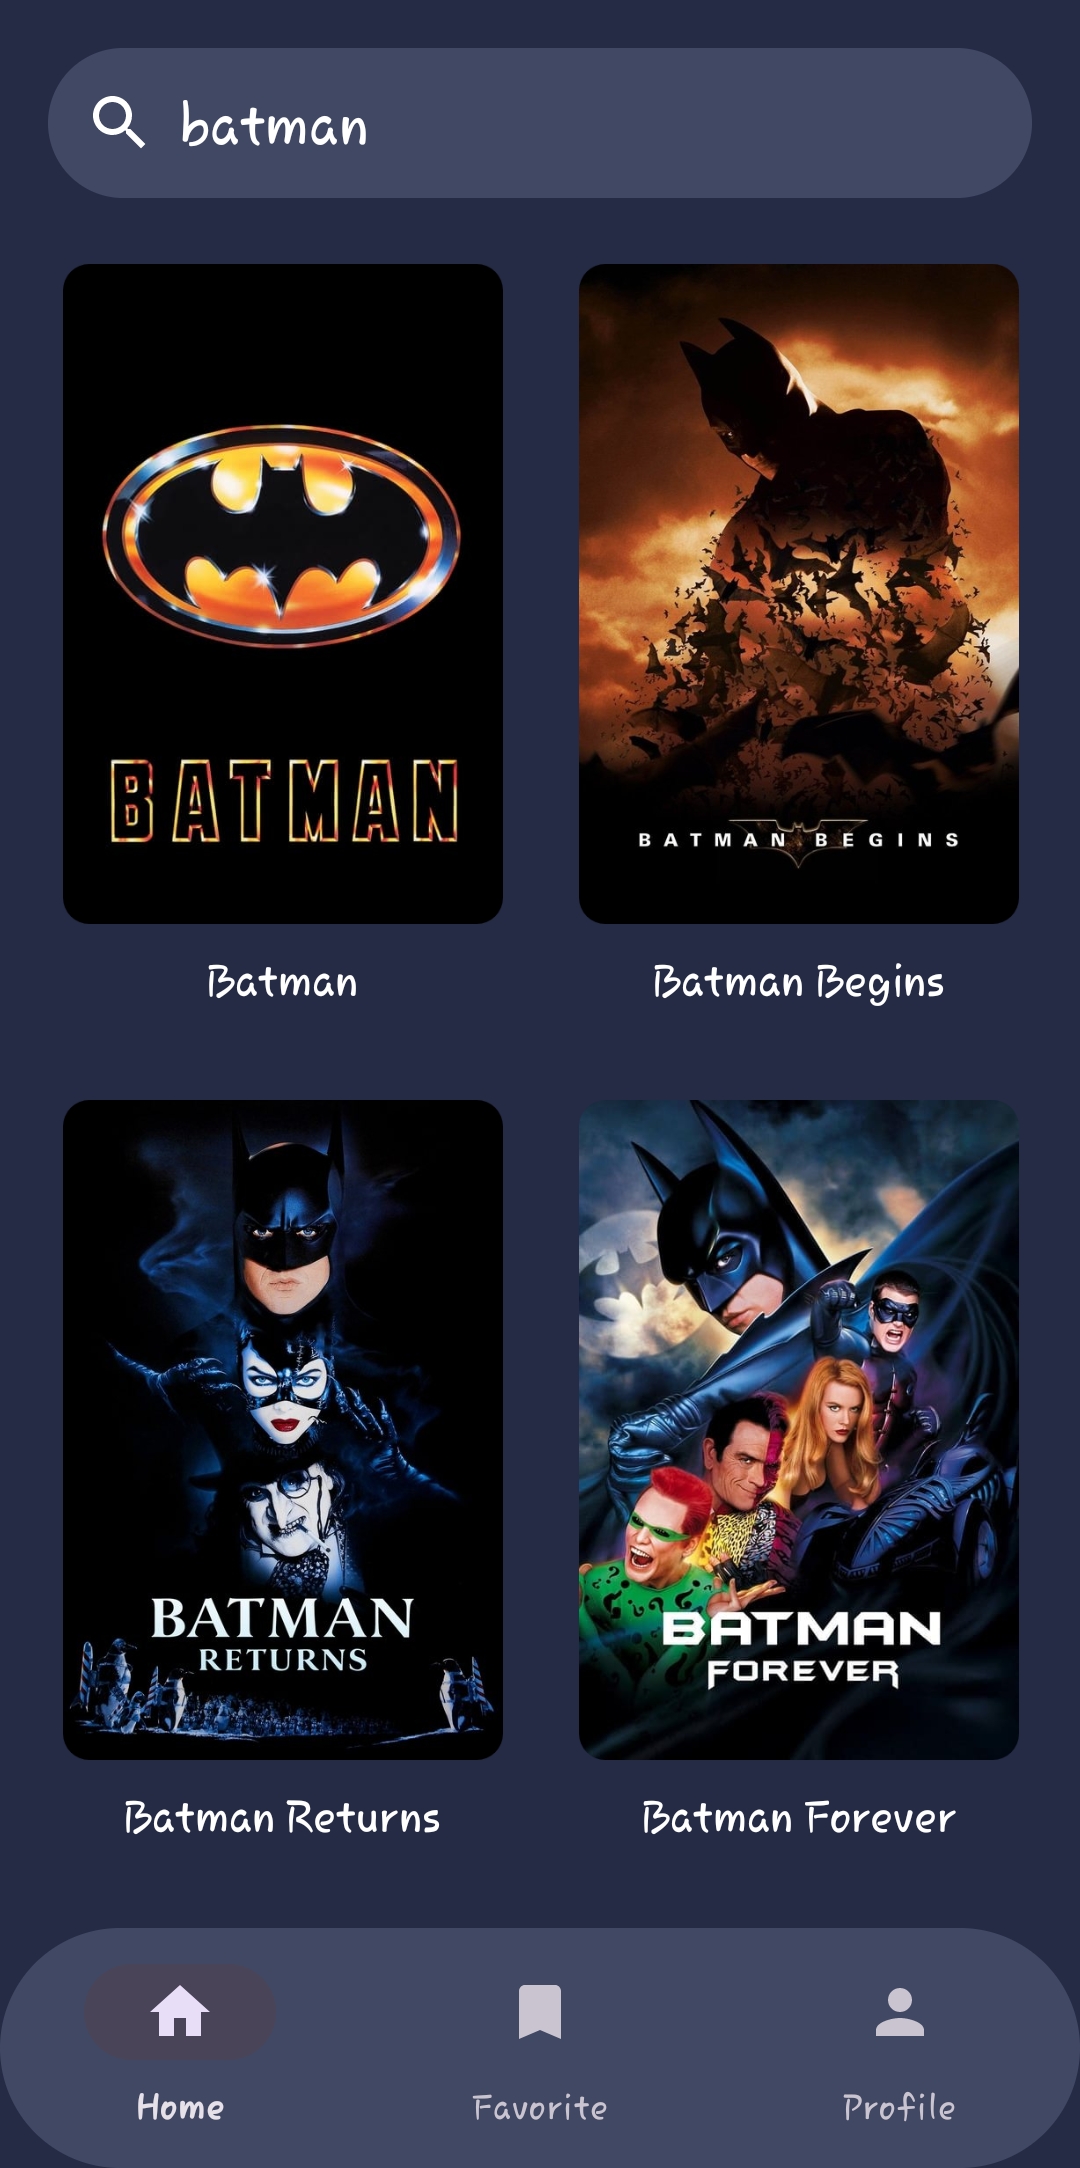 batman
BATMAN
BATMAN BEGINS
Batman
Batman Begins
BATMAN
RETURNS
BATMAN
FOREVER
Batman Returns
Batman Forever
Home
Favorite
Profile